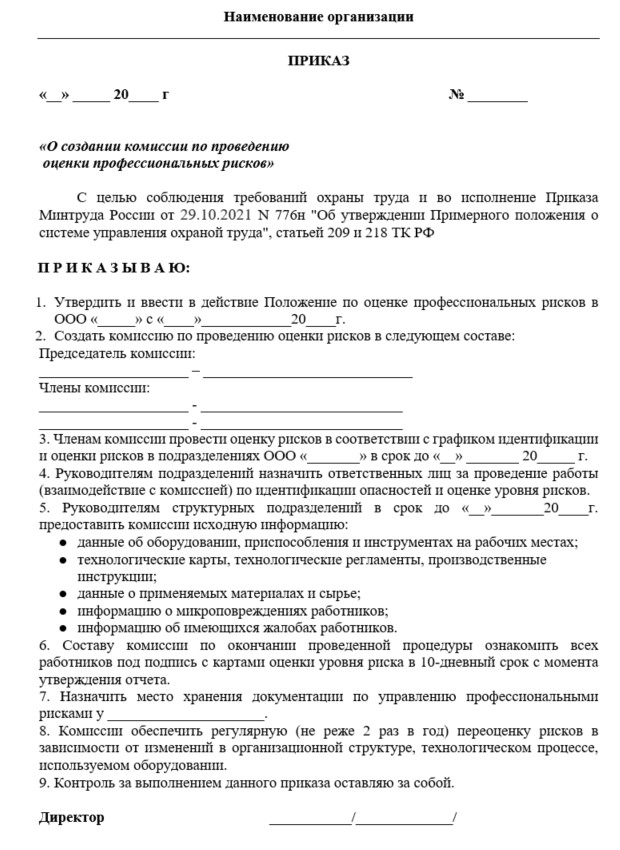 Наименование организации
ПРИКАЗ
«__» _____ 20____ г № ________
«О создании комиссии по проведению
оценки профессиональных рисков»
С целью соблюдения требований охраны труда и во исполнение Приказа
Минтруда России от 29.10.2021 N 776н "Об утверждении Примерного положения о
системе управления охраной труда", статьей 209 и 218 ТК РФ
П Р И К А З Ы В А Ю:
1. Утвердить и ввести в действие Положение по оценке профессиональных рисков в
ООО «_____» с «____»____________20____г.
2. Создать комиссию по проведению оценки рисков в следующем составе:
Председатель комиссии:
____________________ – ____________________________
Члены комиссии:
____________________ - ___________________________
____________________ - ___________________________
3. Членам комиссии провести оценку рисков в соответствии с графиком идентификации
и оценки рисков в подразделениях ООО «_______» в срок до «__» _______ 20_____ г.
4. Руководителям подразделений назначить ответственных лиц за проведение работы
(взаимодействие с комиссией) по идентификации опасностей и оценке уровня рисков.
5. Руководителям структурных подразделений в срок до «__»_______20____г.
предоставить комиссии исходную информацию:
● данные об оборудовании, приспособления и инструментах на рабочих местах;
● технологические карты, технологические регламенты, производственные
инструкции;
● данные о применяемых материалах и сырье;
● информацию о микроповреждениях работников;
● информацию об имеющихся жалобах работников.
6. Составу комиссии по окончании проведенной процедуры ознакомить всех
работников под подпись с картами оценки уровня риска в 10-дневный срок с момента
утверждения отчета.
7. Назначить место хранения документации по управлению профессиональными
рисками у _____________________.
8. Комиссии обеспечить регулярную (не реже 2 раз в год) переоценку рисков в
зависимости от изменений в организационной структуре, технологическом процессе,
используемом оборудовании.
9. Контроль за выполнением данного приказа оставляю за собой.
Директор ___________/_____________/